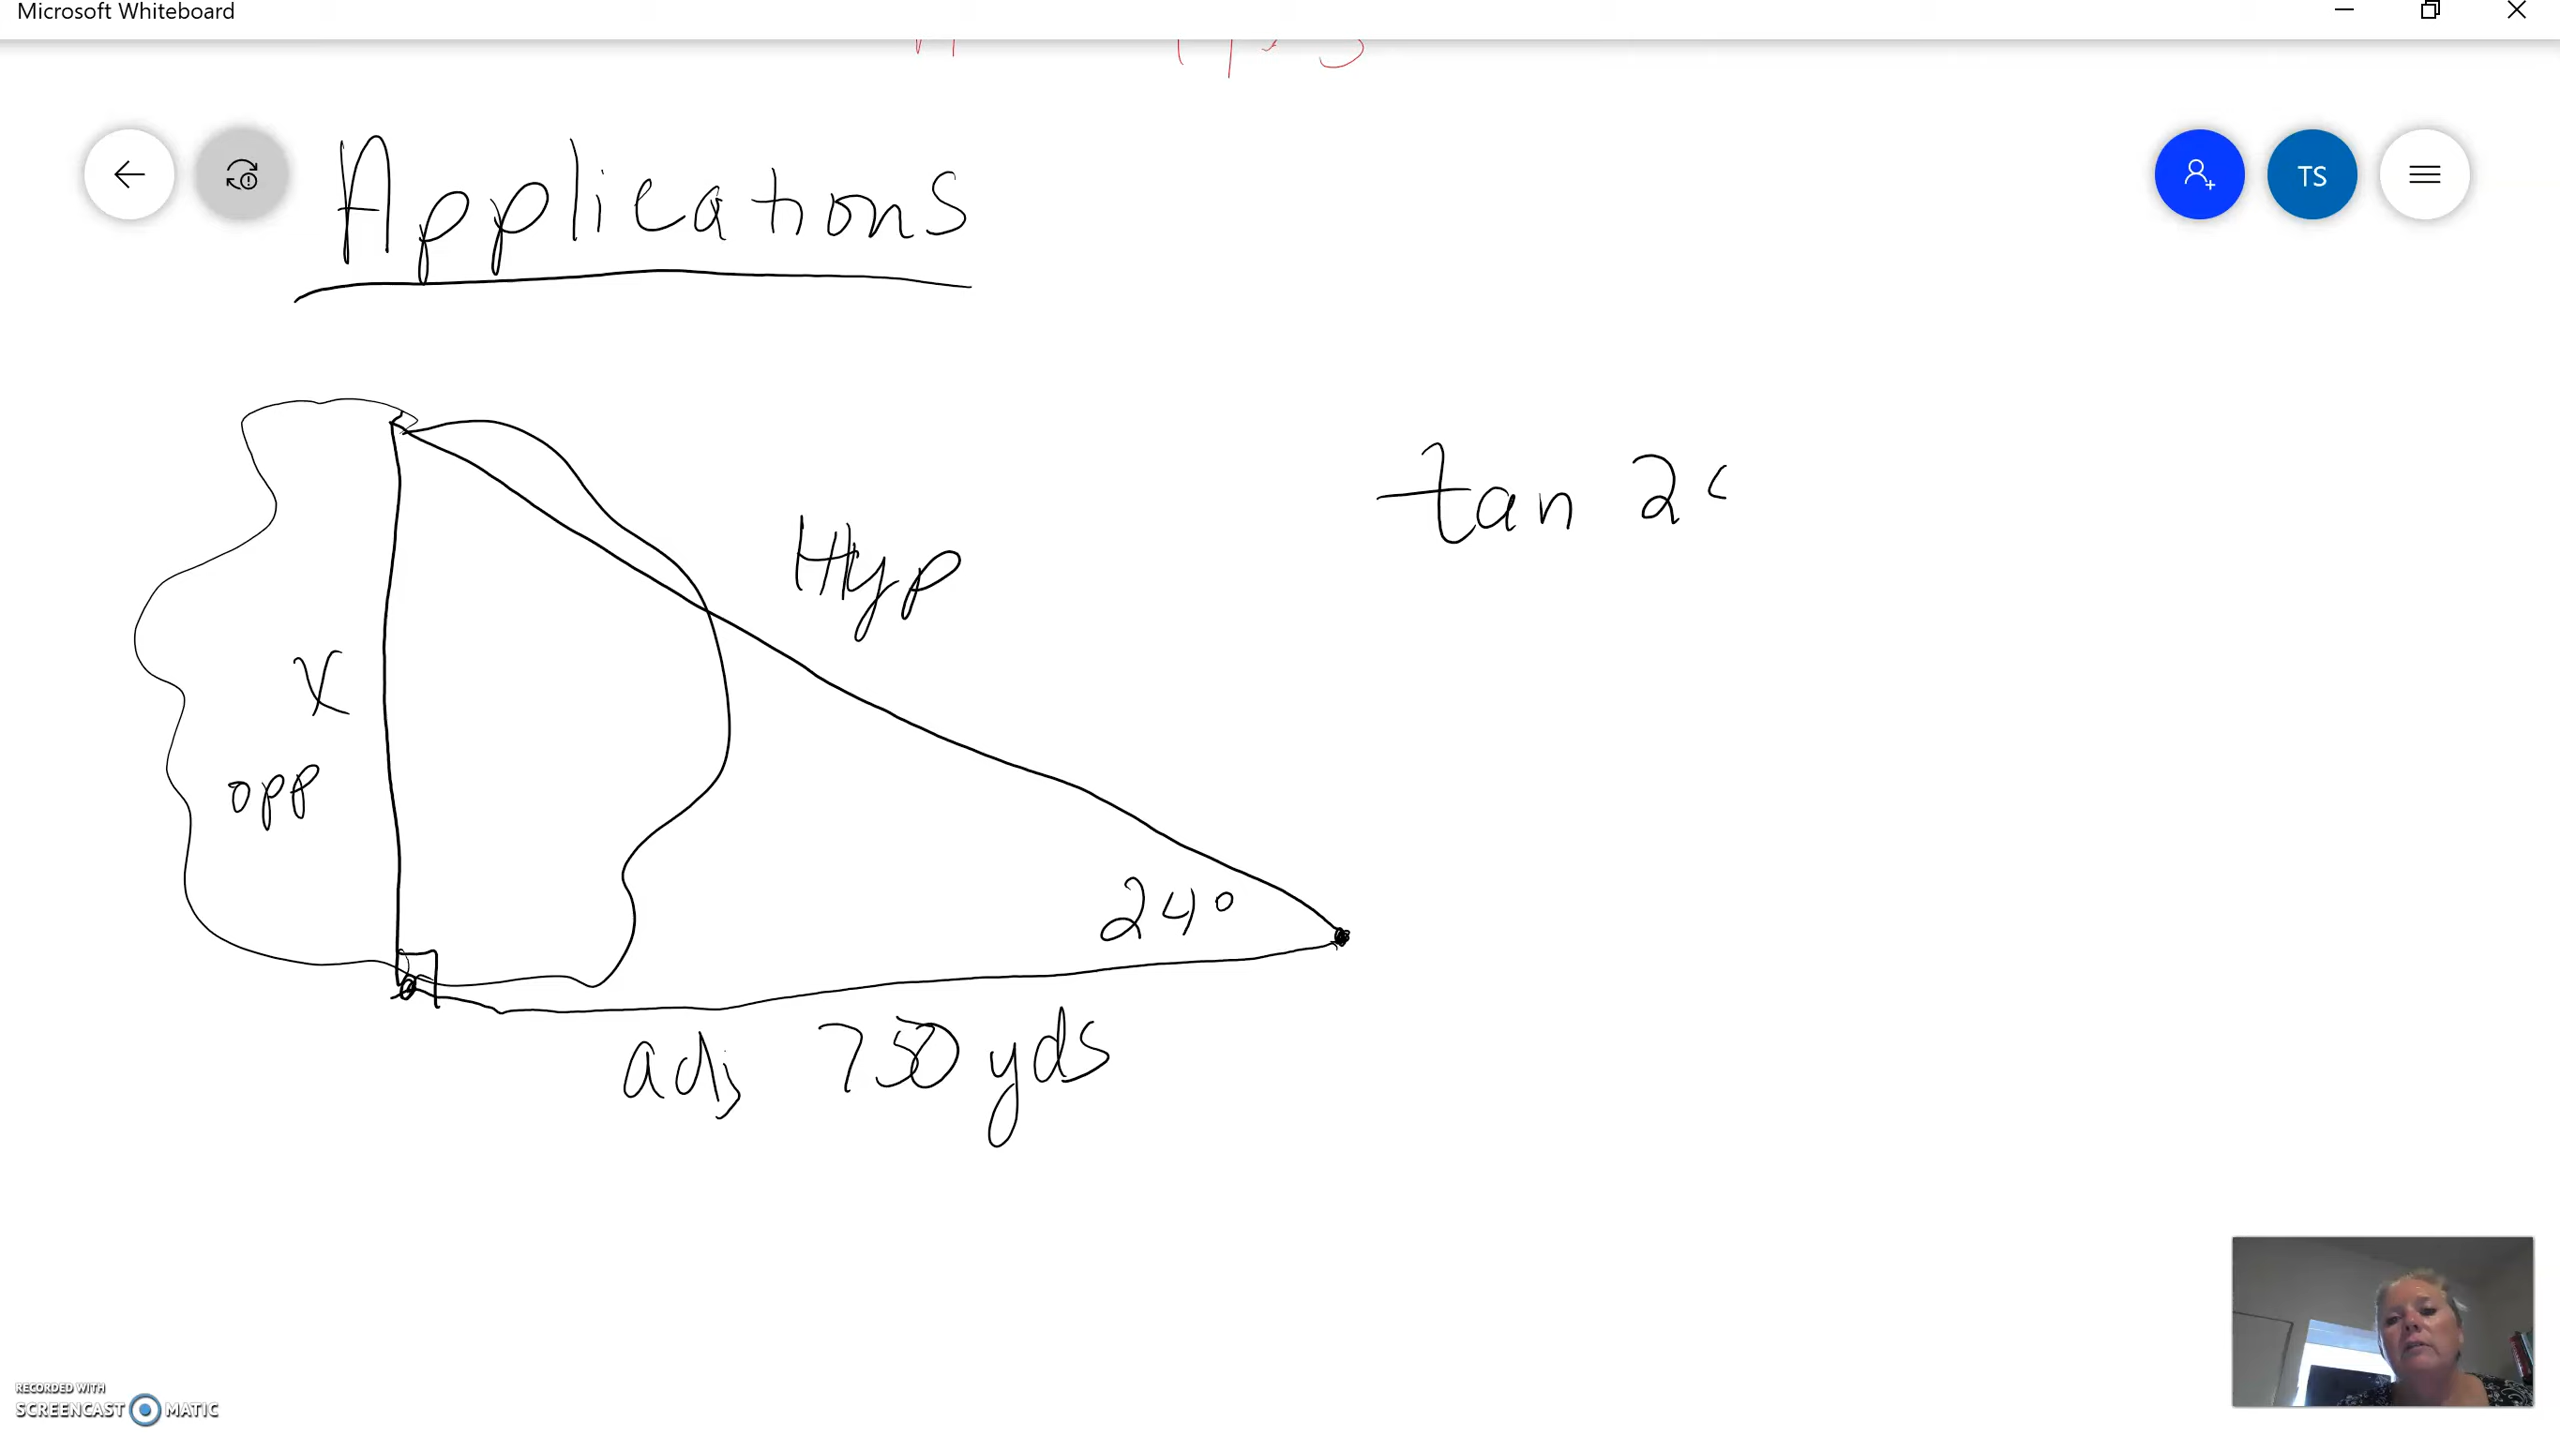 Microsoft Whiteboard
Applications
TS
tan 2
Hyp
x
opp
24°
adj 750 yds
RECORDED WITH
SCREENCAST MATIC